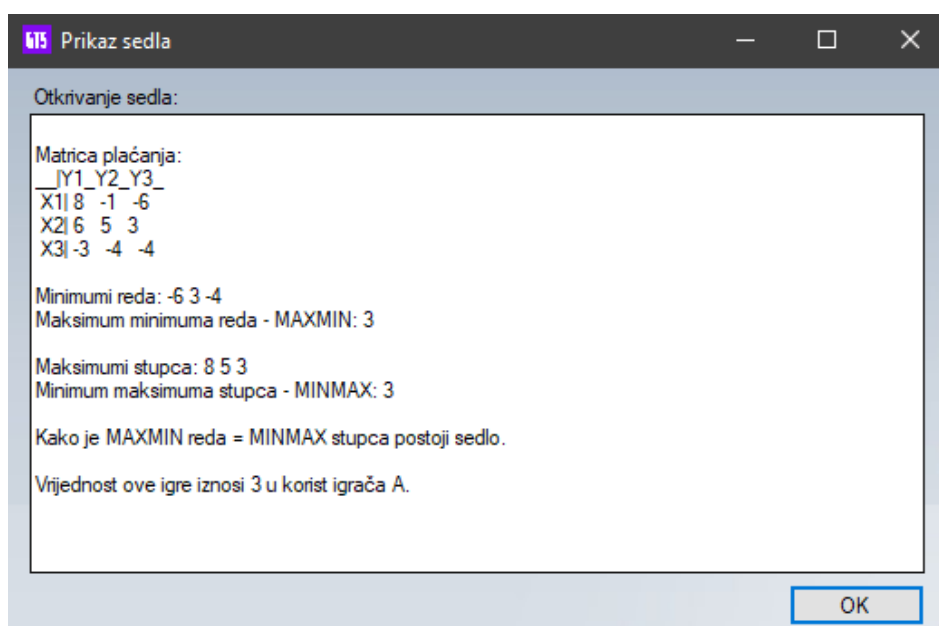 GTS Prikaz sedla
Otkrivanje sedla:
Matrica plaćanja:
__|Y1_Y2_Y3_
X1| 8 -1 -6
X2| 6 5 3
X3| -3 -4 -4
Minimumi reda: -6 3 -4
Maksimum minimuma reda - MAXMIN: 3
Maksimumi stupca: 8 5 3
Minimum maksimuma stupca - MINMAX: 3
Kako je MAXMIN reda = MINMAX stupca postoji sedlo.
Vrijednost ove igre iznosi 3 u korist igrača A.
OK